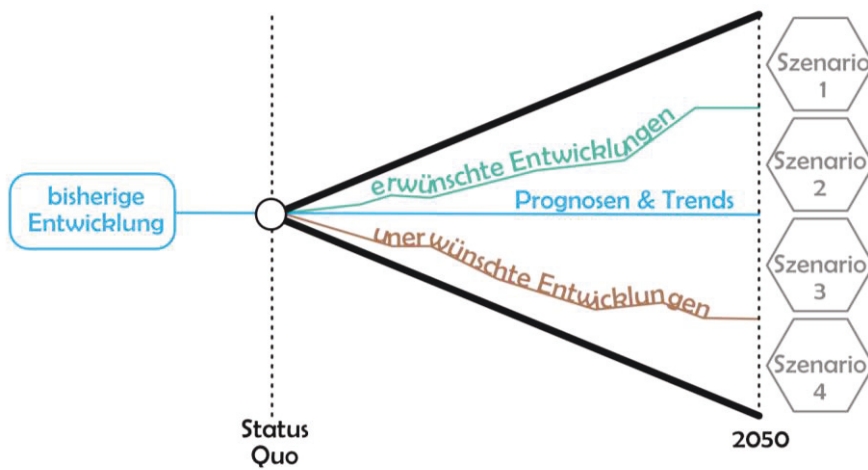 bisherige
Entwicklung
Status
Quo
erwünschte Entwicklungen
Prognosen & Trends
unerwünschte Entwicklungen
2050
Szenario
1
Szenario
2
Szenario
3
Szenario
4